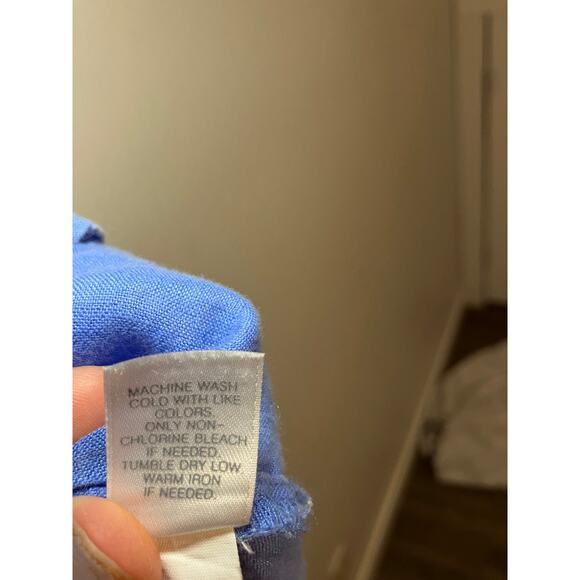 MACHINE WASH
COLD WITH LIKE
COLORS.
ONLY NON-
CHLORINE BLEACH
IF NEEDED.
TUMBLE DRY LOW,
WARM IRON
IF NEEDED.